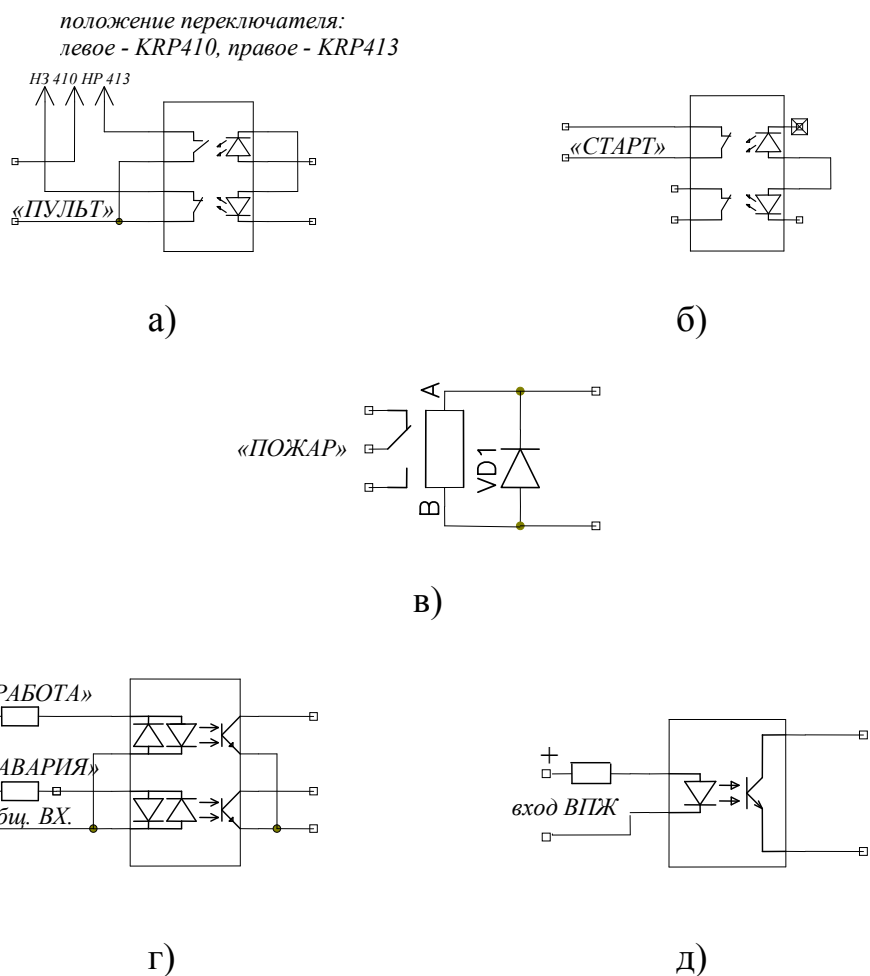 положение переключателя:
левое - KRP410, правое - KRP413
НЗ 410 НР 413
«ПУЛЬТ»
«СТАРТ»
а)
б)
«ПОЖАР»
A
B
VD1
в)
РАБОТА»
АВАРИЯ»
бщ. ВХ.
+
вход ВПЖ
г)
д)